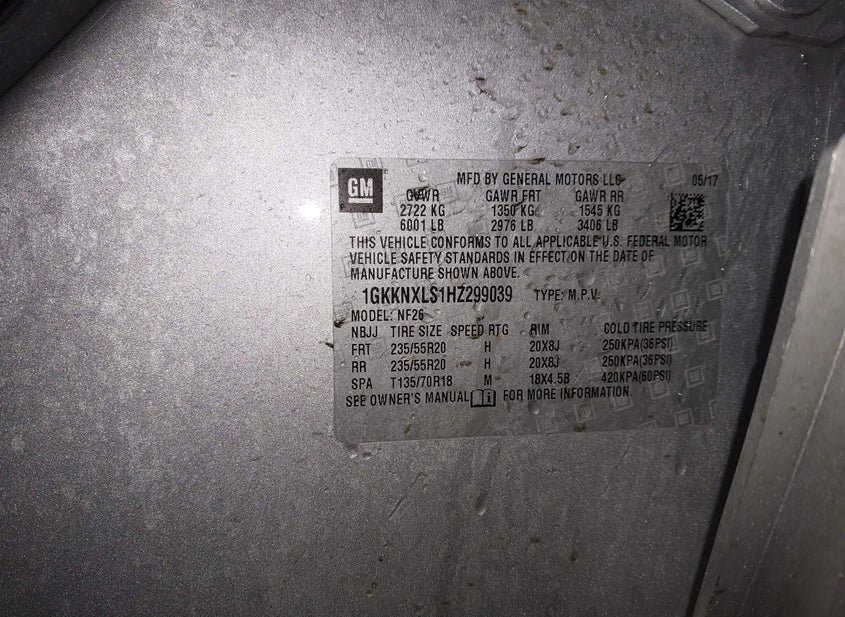 GM
MFD BY GENERAL MOTORS LLC 05/17
GVWR GAWR FRT GAWR RR
2722 KG 1350 KG 1545 KG
6001 LB 2976 LB 3406 LB
THIS VEHICLE CONFORMS TO ALL APPLICABLE U.S. FEDERAL MOTOR
VEHICLE SAFETY STANDARDS IN EFFECT ON THE DATE OF
MANUFACTURE SHOWN ABOVE.
1GKKNXLS1HZ299039 TYPE: M.P.V.
MODEL: NF26
NBJJ TIRE SIZE SPEED RTG RIM COLD TIRE PRESSURE
FRT 235/55R20 H 20X8J 250KPA(36PSI)
RR 235/55R20 H 20X8J 250KPA(36PSI)
SPA T135/70R18 M 18X4.5B 420KPA(60PSI)
SEE OWNER'S MANUAL FOR MORE INFORMATION.